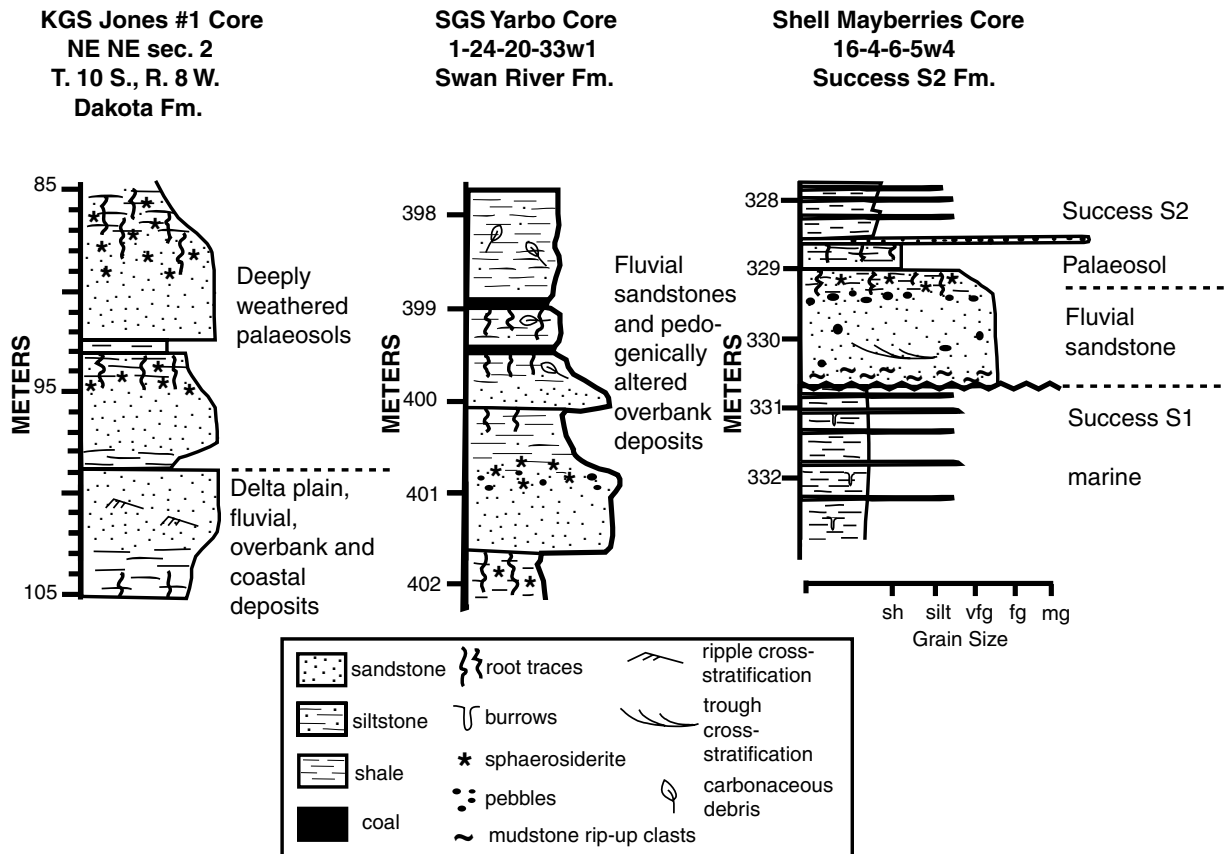 KGS Jones #1 Core
NE NE sec. 2
T. 10 S., R. 8 W.
Dakota Fm.
SGS Yarbo Core
1-24-20-33w1
Swan River Fm.
Shell Mayberries Core
16-4-6-5w4
Success S2 Fm.
85
95
105
METERS
Deeply
weathered
palaeosols
Delta plain,
fluvial,
overbank and
coastal
deposits
398
399
400
401
402
METERS
Fluvial
sandstones
and pedo-
genically
altered
overbank
deposits
328
329
330
331
332
METERS
Success S2
Palaeosol
Fluvial
sandstone
Success S1
marine
sh silt vfg fg mg
Grain Size
sandstone
siltstone
shale
coal
root traces
burrows
sphaerosiderite
pebbles
mudstone rip-up clasts
ripple cross-
stratification
trough
cross-
stratification
carbonaceous
debris